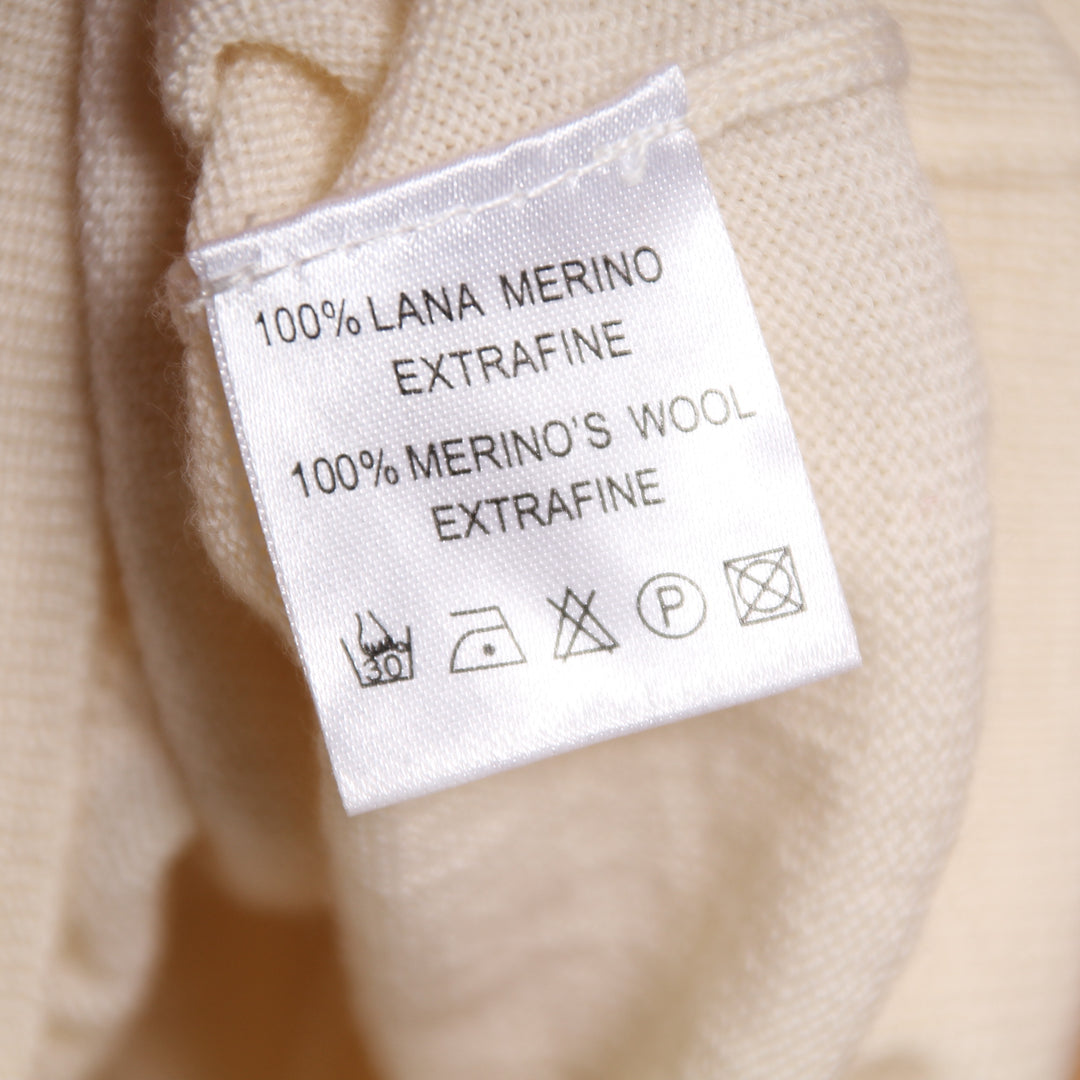 100% LANA MERINO
EXTRAFINE
100% MERINO'S WOOL
EXTRAFINE
30
P